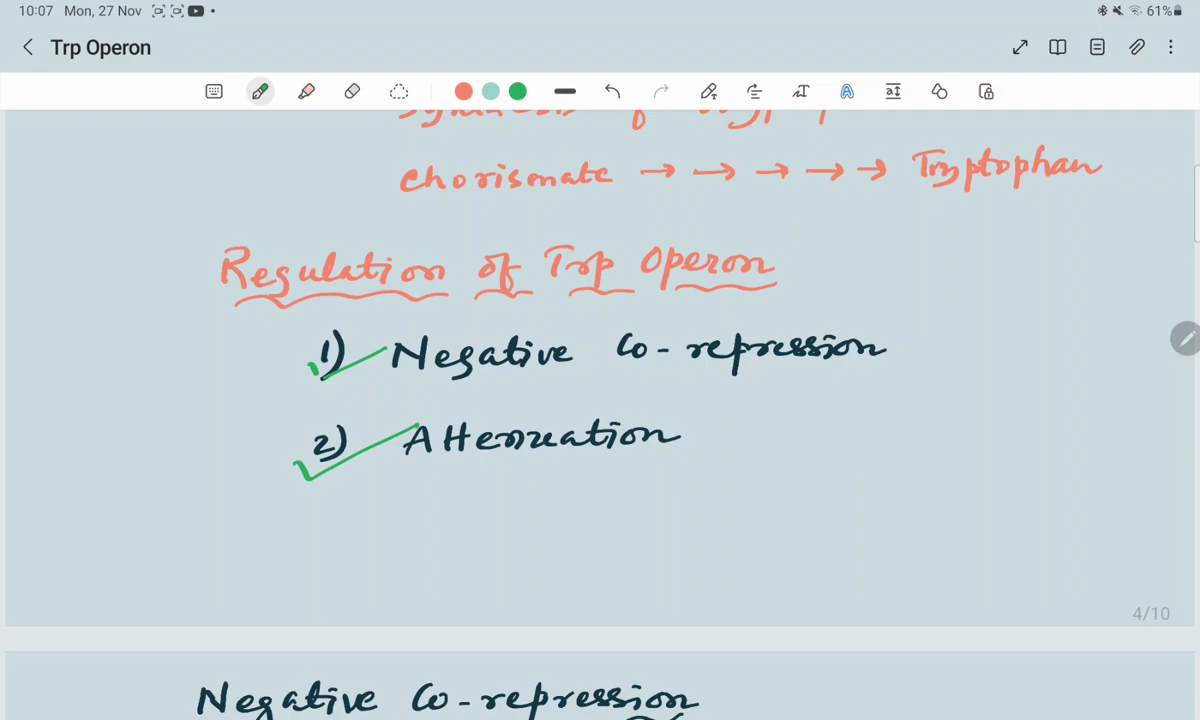 10:07 Mon, 27 Nov 61%
Trp Operon
of
chorismate → → → → → Tryptophan
Regulation of Trp Operon
1) Negative Co-repression
2) Attenuation
4/10
Negative Co-repression